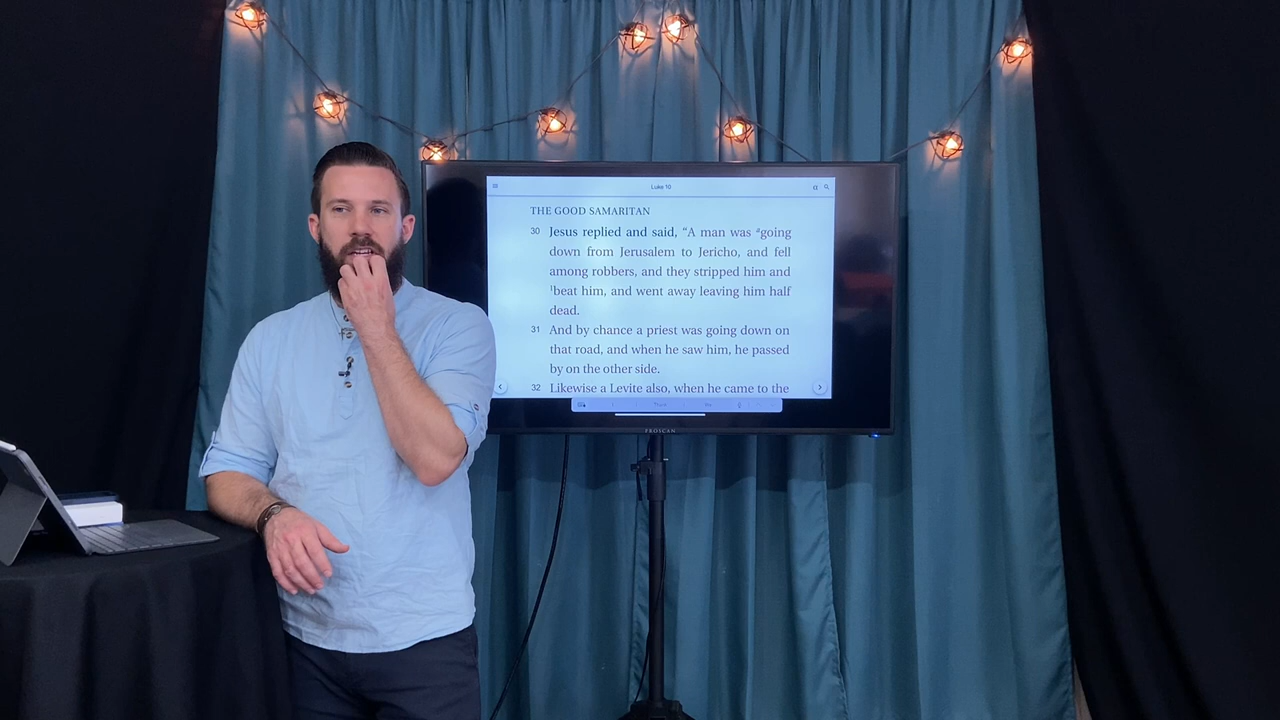 Luke 10
THE GOOD SAMARITAN
30 Jesus replied and said, “A man was ᵃgoing
down from Jerusalem to Jericho, and fell
among robbers, and they stripped him and
ˡbeat him, and went away leaving him half
dead.
31 And by chance a priest was going down on
that road, and when he saw him, he passed
by on the other side.
32 Likewise a Levite also, when he came to the
PROSCAN